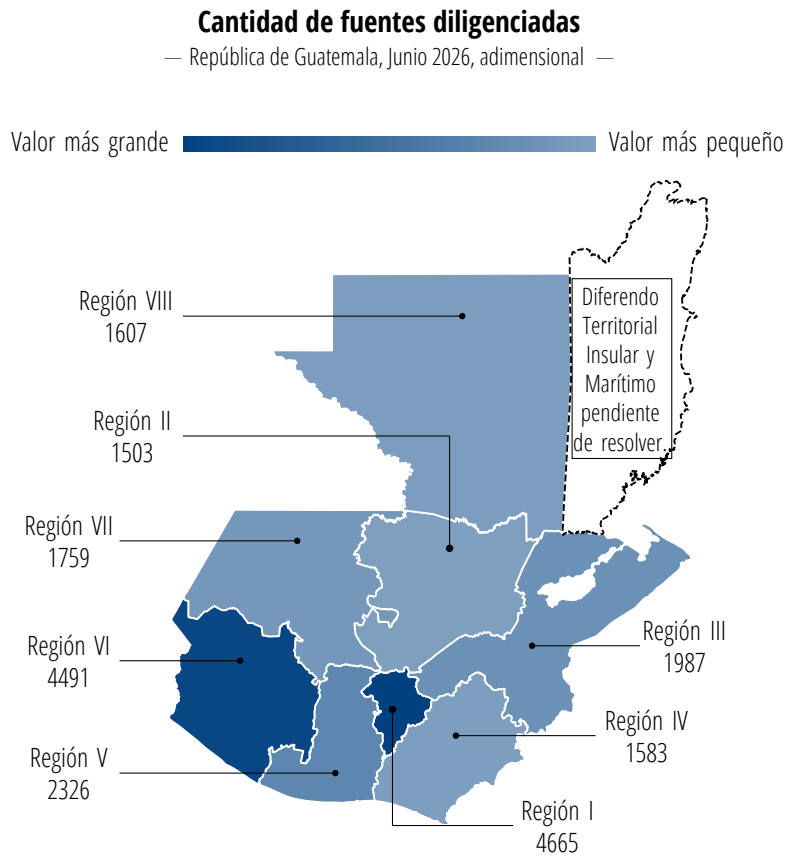 Cantidad de fuentes diligenciadas
— República de Guatemala, Junio 2026, adimensional —
Valor más grande
Valor más pequeño
Diferendo
Territorial
Insular y
Marítimo
pendiente
de resolver.
Región VIII
1607
Región II
1503
Región VII
1759
Región VI
4491
Región III
1987
Región IV
1583
Región V
2326
Región I
4665